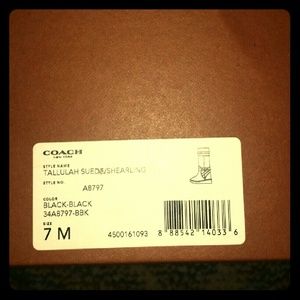 COACH
NEW YORK
STYLE NAME
TALLULAH SUEDE/SHEARLING
STYLE NO.
A8797
COLOR
BLACK-BLACK
34A8797-BBK
SIZE
7 M
4500161093
8 88542 14033 6